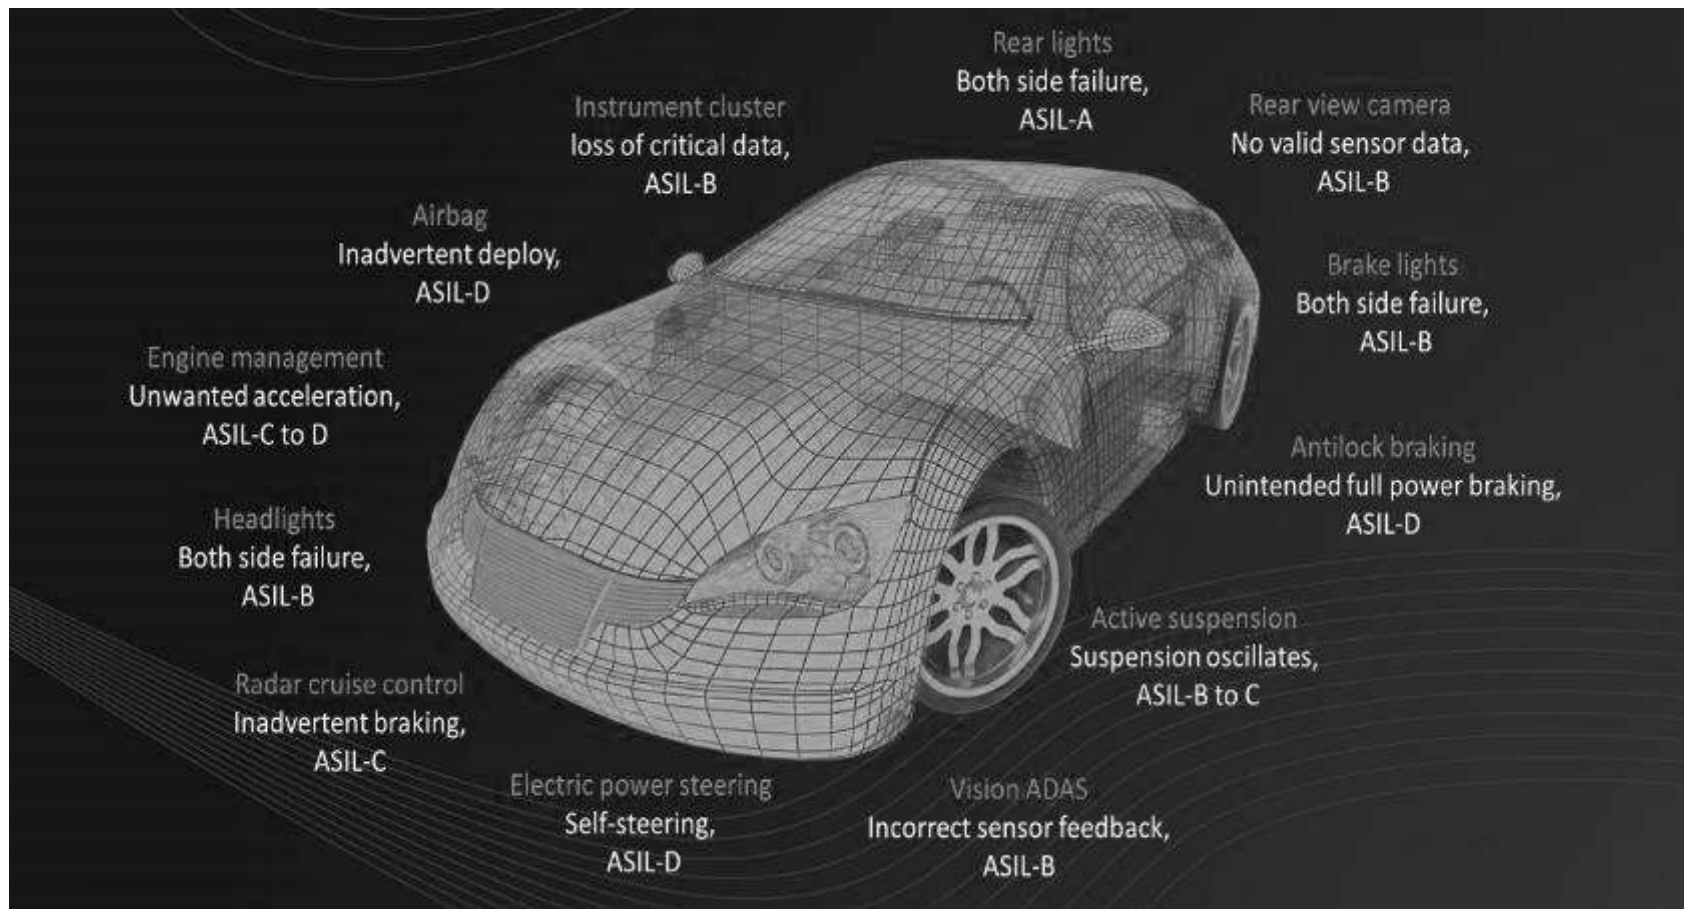 Rear lights
Both side failure,
ASIL-A
Instrument cluster
loss of critical data,
ASIL-B
Rear view camera
No valid sensor data,
ASIL-B
Airbag
Inadvertent deploy,
ASIL-D
Brake lights
Both side failure,
ASIL-B
Engine management
Unwanted acceleration,
ASIL-C to D
Antilock braking
Unintended full power braking,
ASIL-D
Headlights
Both side failure,
ASIL-B
Active suspension
Suspension oscillates,
ASIL-B to C
Radar cruise control
Inadvertent braking,
ASIL-C
Electric power steering
Self-steering,
ASIL-D
Vision ADAS
Incorrect sensor feedback,
ASIL-B